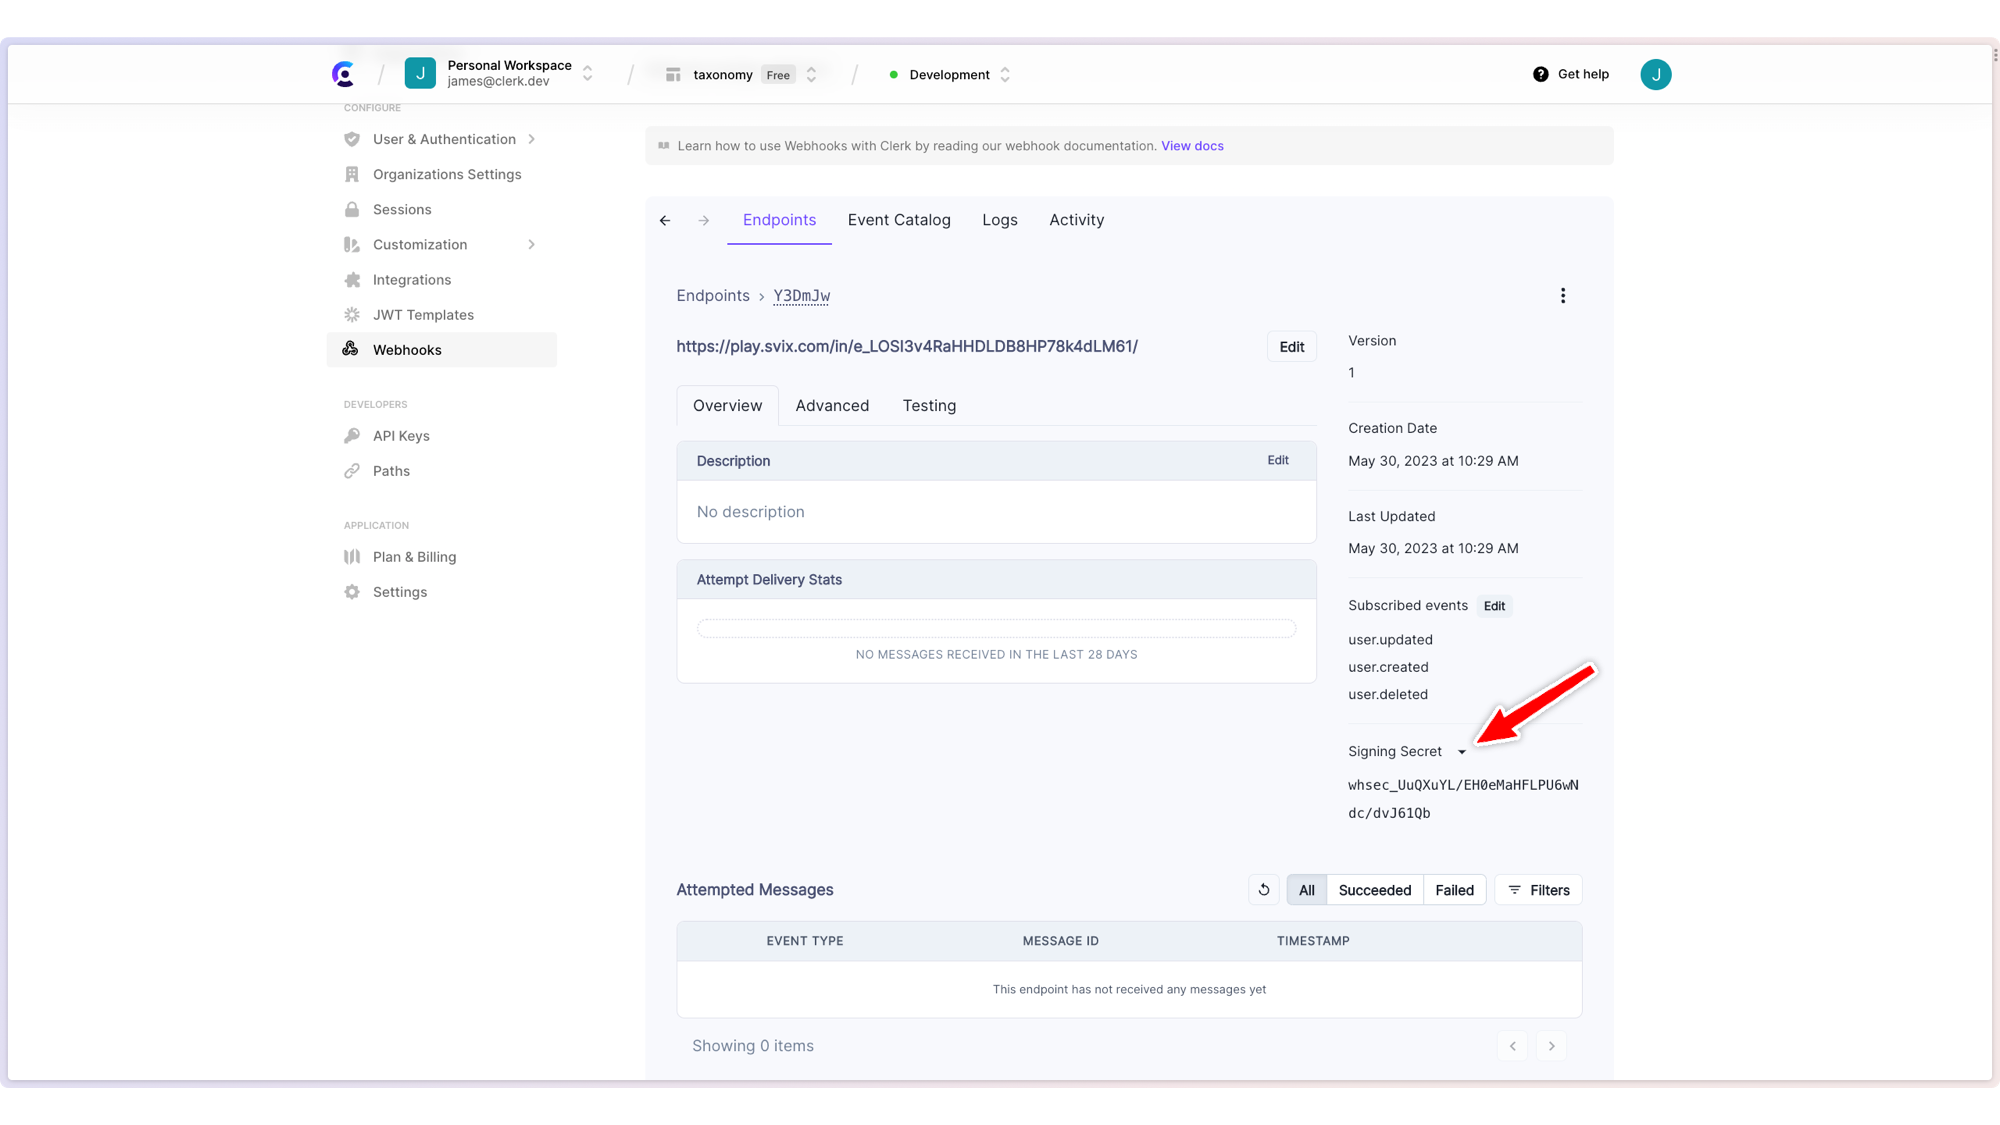 J
Personal Workspace
james@clerk.dev
/
taxonomy Free
/
Development
Get help
J
CONFIGURE
User & Authentication
Organizations Settings
Sessions
Customization
Integrations
JWT Templates
Webhooks
DEVELOPERS
API Keys
Paths
APPLICATION
Plan & Billing
Settings
Learn how to use Webhooks with Clerk by reading our webhook documentation. View docs
Endpoints Event Catalog Logs Activity
Endpoints › Y3DmJw
https://play.svix.com/in/e_LOSI3v4RaHHDLDB8HP78k4dLM61/
Edit
Overview Advanced Testing
Description Edit
No description
Attempt Delivery Stats
NO MESSAGES RECEIVED IN THE LAST 28 DAYS
Version
1
Creation Date
May 30, 2023 at 10:29 AM
Last Updated
May 30, 2023 at 10:29 AM
Subscribed events Edit
user.updated
user.created
user.deleted
Signing Secret
whsec_UuQXuYL/EH0eMaHFLPU6wN
dc/dvJ61Qb
Attempted Messages
All Succeeded Failed Filters
EVENT TYPE MESSAGE ID TIMESTAMP
This endpoint has not received any messages yet
Showing 0 items